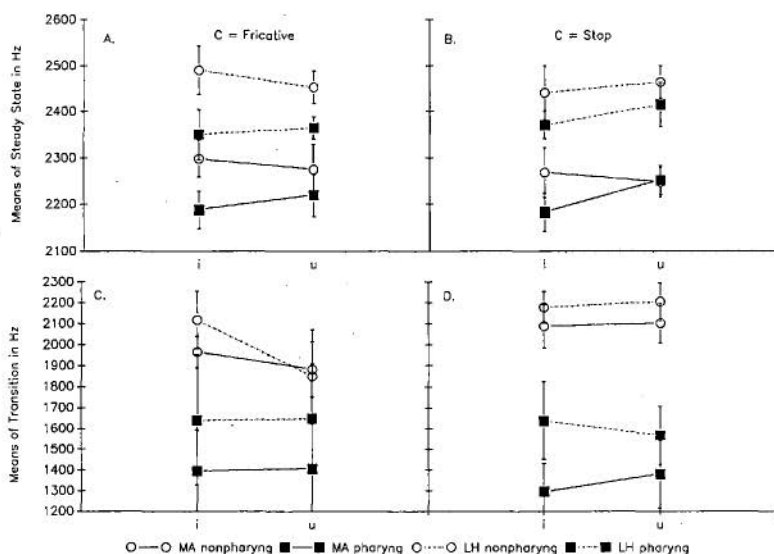 A. C = Fricative
B. C = Stop
Means of Steady State in Hz
2600
2500
2400
2300
2200
2100
i u
i u
C.
D.
Means of Transition in Hz
2300
2200
2100
2000
1900
1800
1700
1600
1500
1400
1300
1200
i u
i u
MA nonpharyng MA pharyng LH nonpharyng LH pharyng